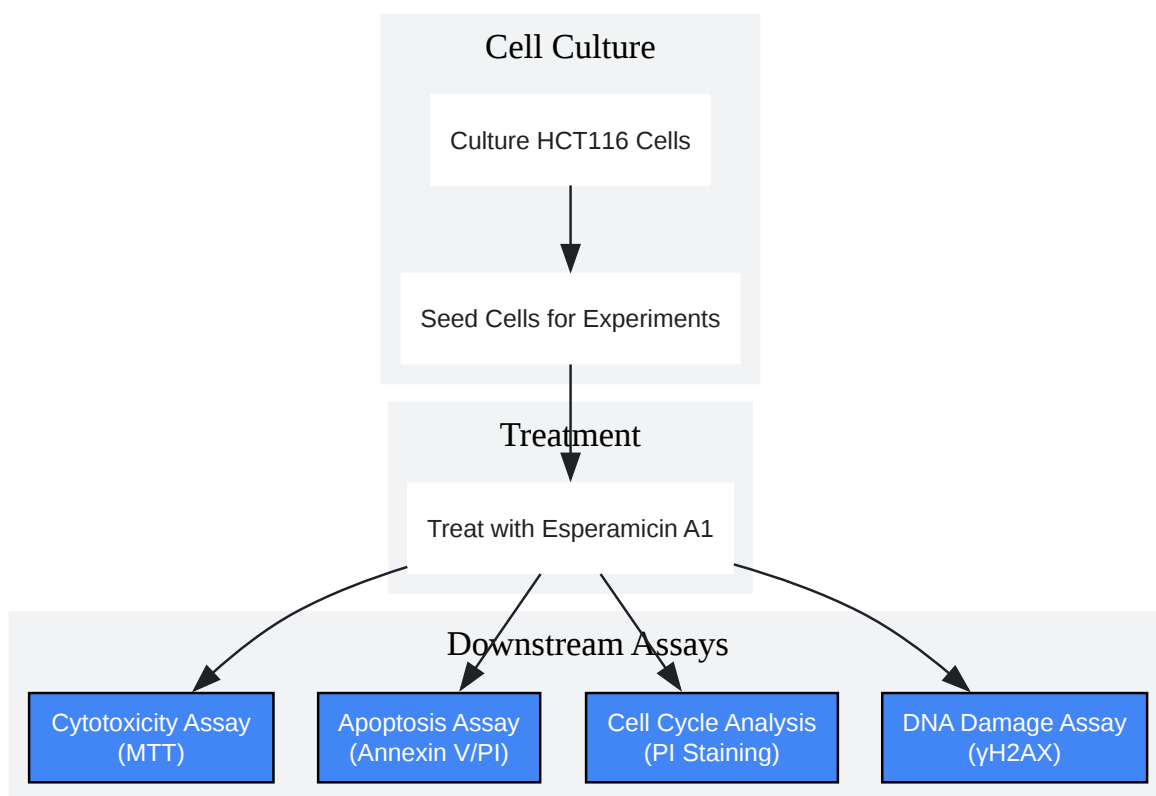 Cell Culture
Culture HCT116 Cells
Seed Cells for Experiments
Treatment
Treat with Esperamicin A1
Downstream Assays
Cytotoxicity Assay
(MTT)
Apoptosis Assay
(Annexin V/PI)
Cell Cycle Analysis
(PI Staining)
DNA Damage Assay
(γH2AX)